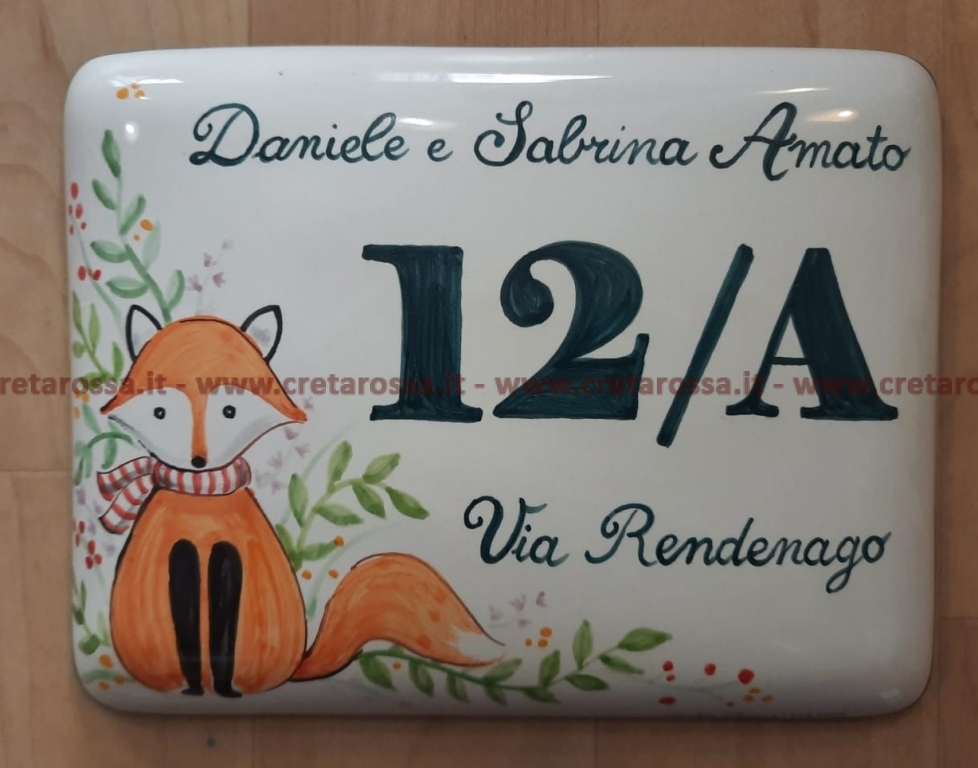 Daniele e Sabrina Amato
12/A
cretarossa.it - www.cretarossa.it - www.cretarossa.it - www.cretaro
Via Rendenago